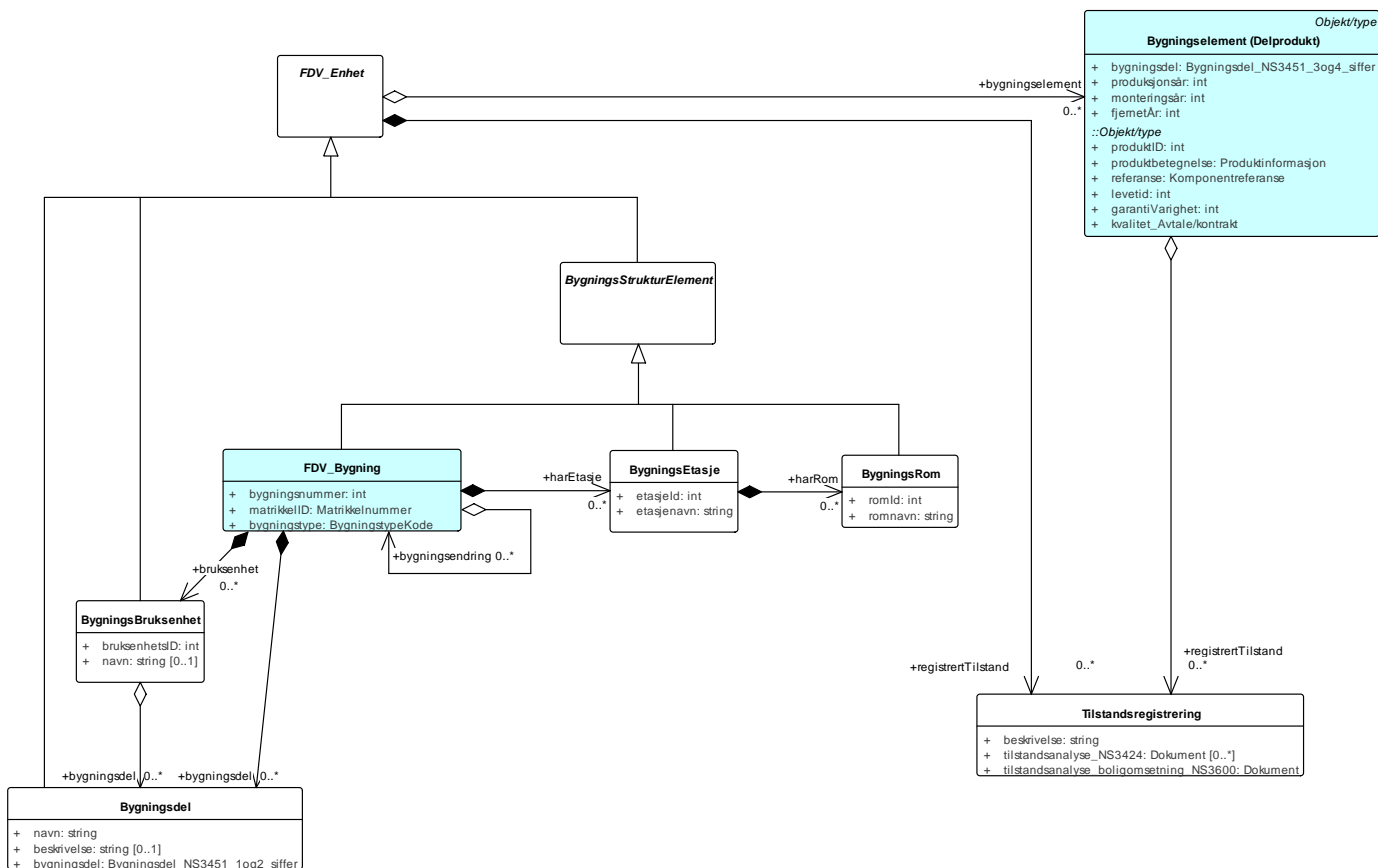 Objekt/type
Bygningselement (Delprodukt)
+ bygningsdel: Bygningsdel_NS3451_3og4_siffer
+ produksjonsår: int
+ monteringsår: int
+ fjernetÅr: int
::Objekt/type
+ produktID: int
+ produktbetegnelse: Produktinformasjon
+ referanse: Komponentreferanse
+ levetid: int
+ garantiVarighet: int
+ kvalitet_Avtale/kontrakt
FDV_Enhet
+bygningselement
0..*
BygningsStrukturElement
FDV_Bygning
+ bygningsnummer: int
+ matrikkelID: Matrikkelnummer
+ bygningstype: BygningstypeKode
+harEtasje
0..*
BygningsEtasje
+ etasjeId: int
+ etasjenavn: string
+harRom
0..*
BygningsRom
+ romId: int
+ romnavn: string
+bygningsendring 0..*
+bruksenhet
0..*
BygningsBruksenhet
+ bruksenhetsID: int
+ navn: string [0..1]
+registrertTilstand
0..*
+registrertTilstand
0..*
Tilstandsregistrering
+ beskrivelse: string
+ tilstandsanalyse_NS3424: Dokument [0..*]
+ tilstandsanalyse_boligomsetning_NS3600: Dokument
+bygningsdel 0..*
+bygningsdel 0..*
Bygningsdel
+ navn: string
+ beskrivelse: string [0..1]
+ bygningsdel: Bygningsdel_NS3451_1og2_siffer